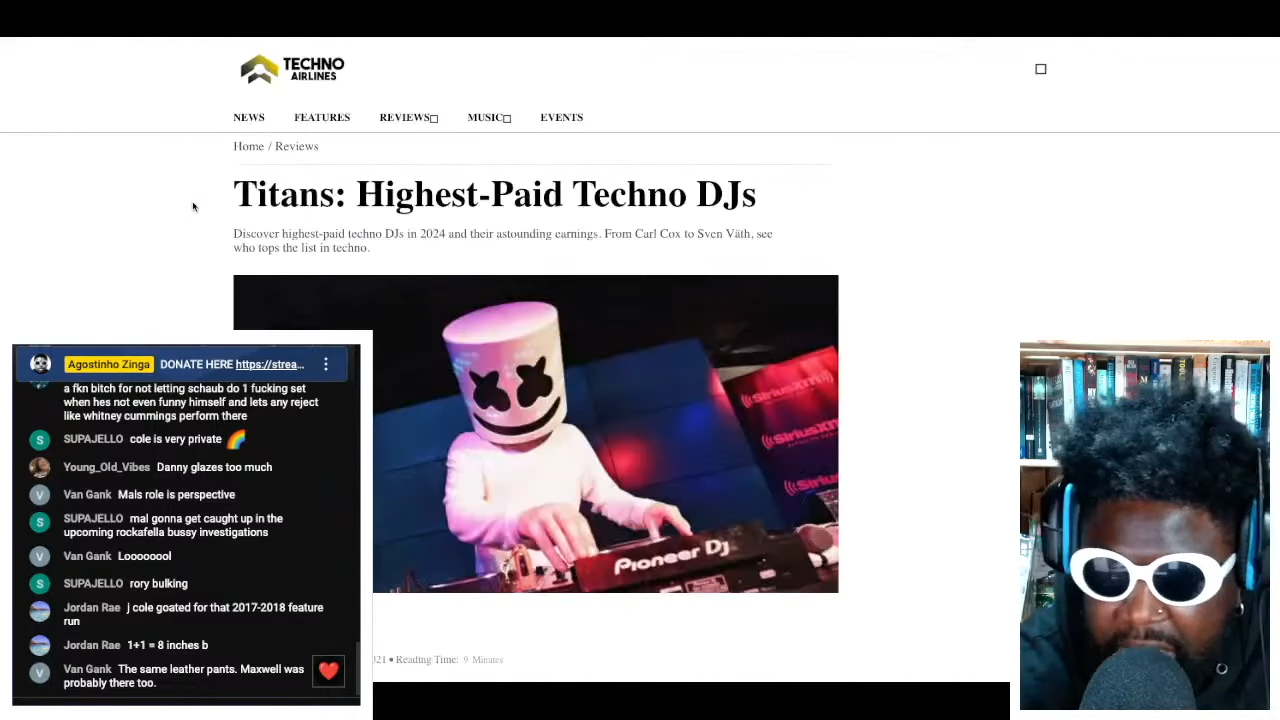 TECHNO
AIRLINES
NEWS FEATURES REVIEWS MUSIC EVENTS
Home / Reviews
Titans: Highest-Paid Techno DJs
Discover highest-paid techno DJs in 2024 and their astounding earnings. From Carl Cox to Sven Väth, see
who tops the list in techno.
((SiriusXM
((SiriusXM
((SiriusXM
Pioneer Dj
021 • Reading Time: 9 Minutes
Agostinho Zinga DONATE HERE https://strea...
a fkn bitch for not letting schaub do 1 fucking set
when hes not even funny himself and lets any reject
like whitney cummings perform there
S SUPAJELLO cole is very private 🌈
Young_Old_Vibes Danny glazes too much
V Van Gank Mals role is perspective
S SUPAJELLO mal gonna get caught up in the
upcoming rockafella bussy investigations
V Van Gank Looooool
S SUPAJELLO rory bulking
Jordan Rae j cole goated for that 2017-2018 feature
run
Jordan Rae 1+1 = 8 inches b
V Van Gank The same leather pants. Maxwell was
probably there too.